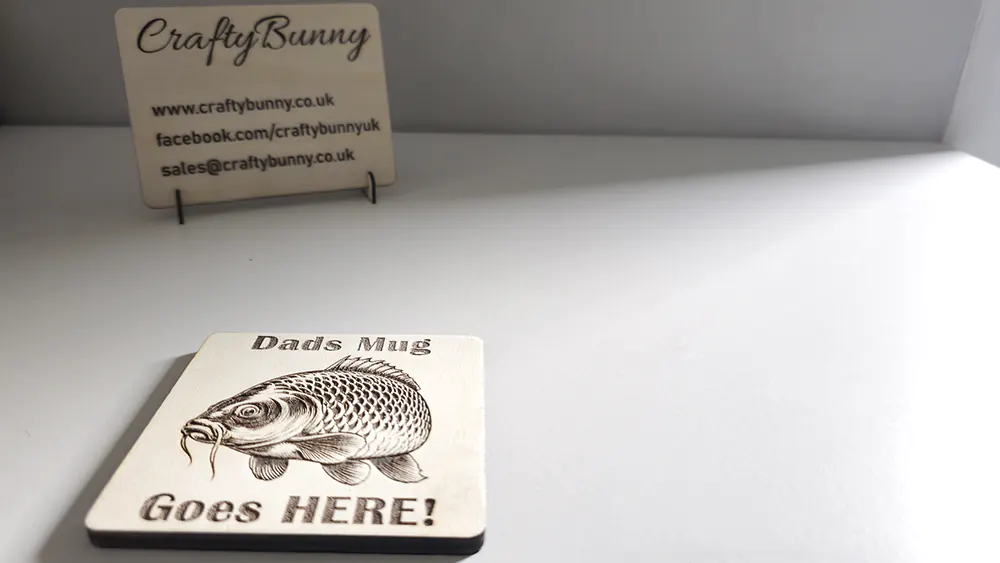 CraftyBunny
www.craftybunny.co.uk
facebook.com/craftybunnyuk
sales@craftybunny.co.uk
Dads Mug
Goes HERE!